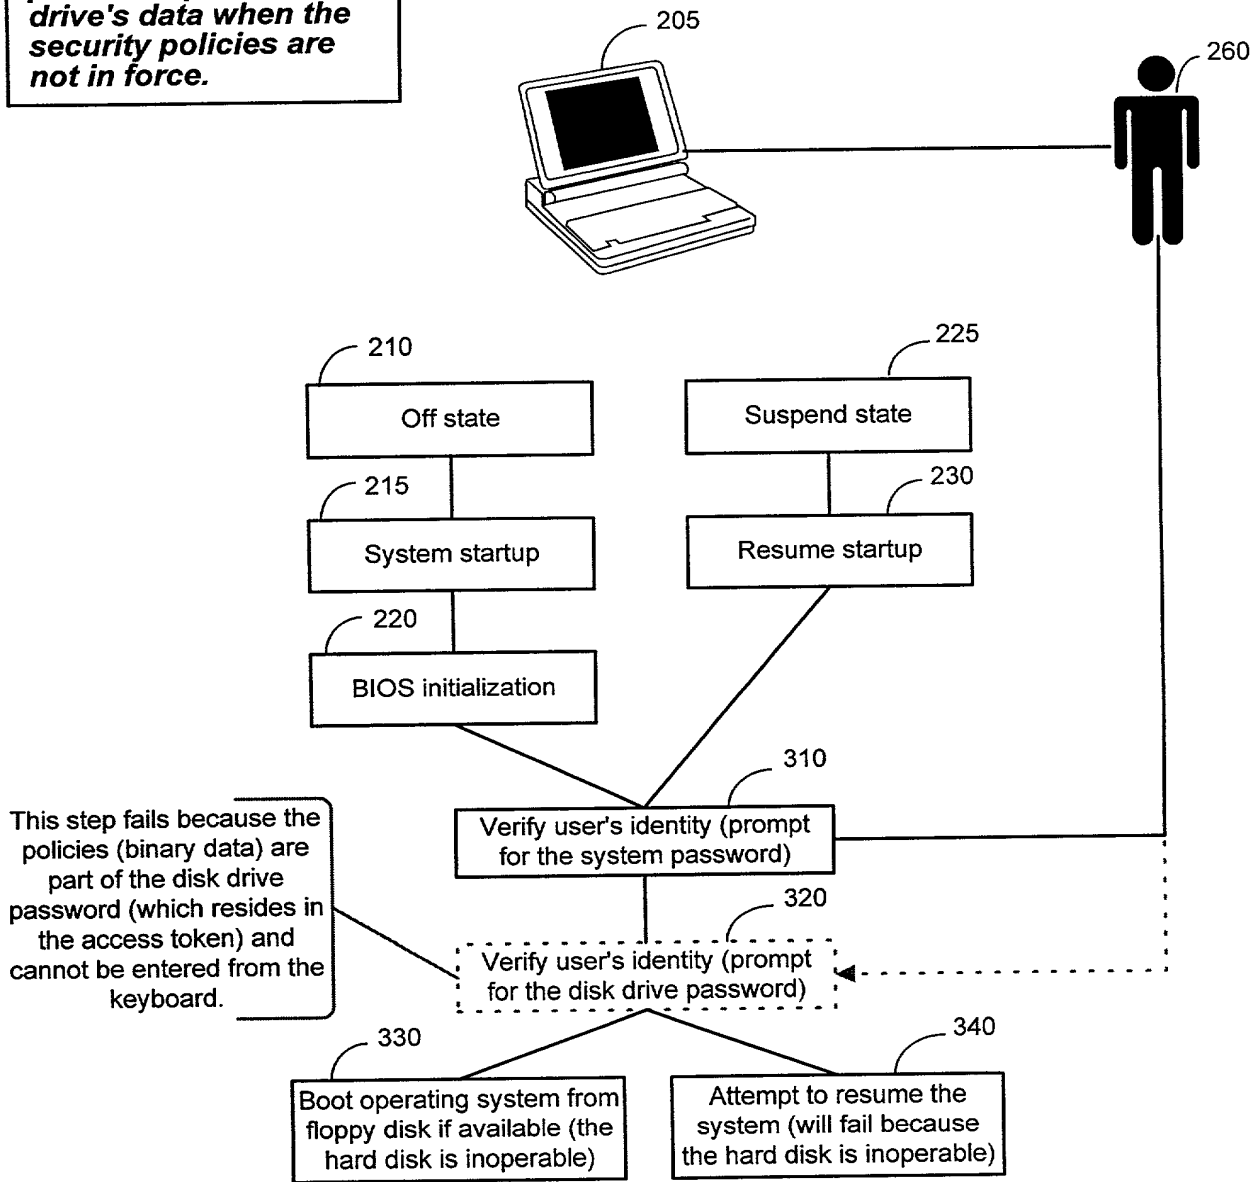 drive's data when the
security policies are
not in force.
205
260
210
Off state
225
Suspend state
215
System startup
230
Resume startup
220
BIOS initialization
310
Verify user's identity (prompt
for the system password)
This step fails because the
policies (binary data) are
part of the disk drive
password (which resides in
the access token) and
cannot be entered from the
keyboard.
320
Verify user's identity (prompt
for the disk drive password)
330
Boot operating system from
floppy disk if available (the
hard disk is inoperable)
340
Attempt to resume the
system (will fail because
the hard disk is inoperable)